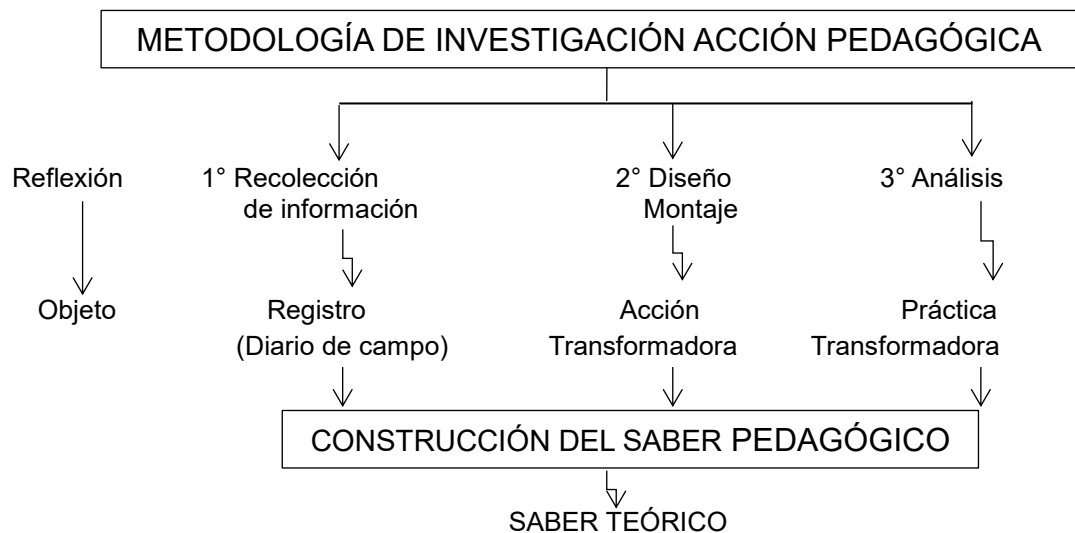 METODOLOGÍA DE INVESTIGACIÓN ACCIÓN PEDAGÓGICA
Reflexión
1° Recolección
de información
2° Diseño
Montaje
3° Análisis
Objeto
Registro
(Diario de campo)
Acción
Transformadora
Práctica
Transformadora
CONSTRUCCIÓN DEL SABER PEDAGÓGICO
SABER TEÓRICO